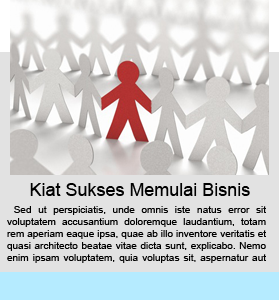 Kiat Sukses Memulai Bisnis
Sed ut perspiciatis, unde omnis iste natus error sit
voluptatem accusantium doloremque laudantium, totam
rem aperiam eaque ipsa, quae ab illo inventore veritatis et
quasi architecto beatae vitae dicta sunt, explicabo. Nemo
enim ipsam voluptatem, quia voluptas sit, aspernatur aut